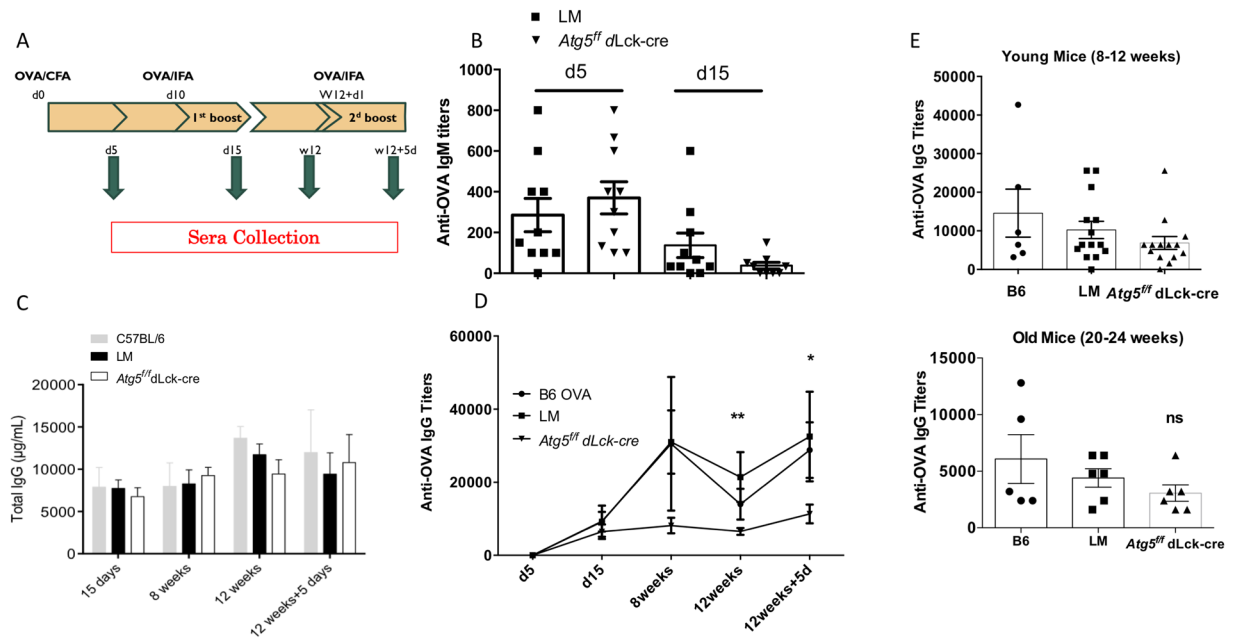 A
OVA/CFA
OVA/IFA
OVA/IFA
d0
d10
W12+d1
1st boost
2d boost
d5
d15
w12
w12+5d
Sera Collection
B
LM
Atg5ff dLck-cre
d5
d15
Anti-OVA IgM titers
1000
800
600
400
200
0
C
C57BL/6
LM
Atg5f/f dLck-cre
Total IgG (µg/mL)
20000
15000
10000
5000
0
15 days
8 weeks
12 weeks
12 weeks+5 days
D
Anti-OVA IgG Titers
60000
40000
20000
0
B6 OVA
LM
Atg5f/f dLck-cre
**
*
d5
d15
8weeks
12weeks
12weeks+5d
E
Young Mice (8-12 weeks)
Anti-OVA IgG Titers
50000
40000
30000
20000
10000
0
B6
LM
Atg5f/f dLck-cre
Old Mice (20-24 weeks)
Anti-OVA IgG Titers
15000
10000
5000
0
ns
B6
LM
Atg5f/f dLck-cre